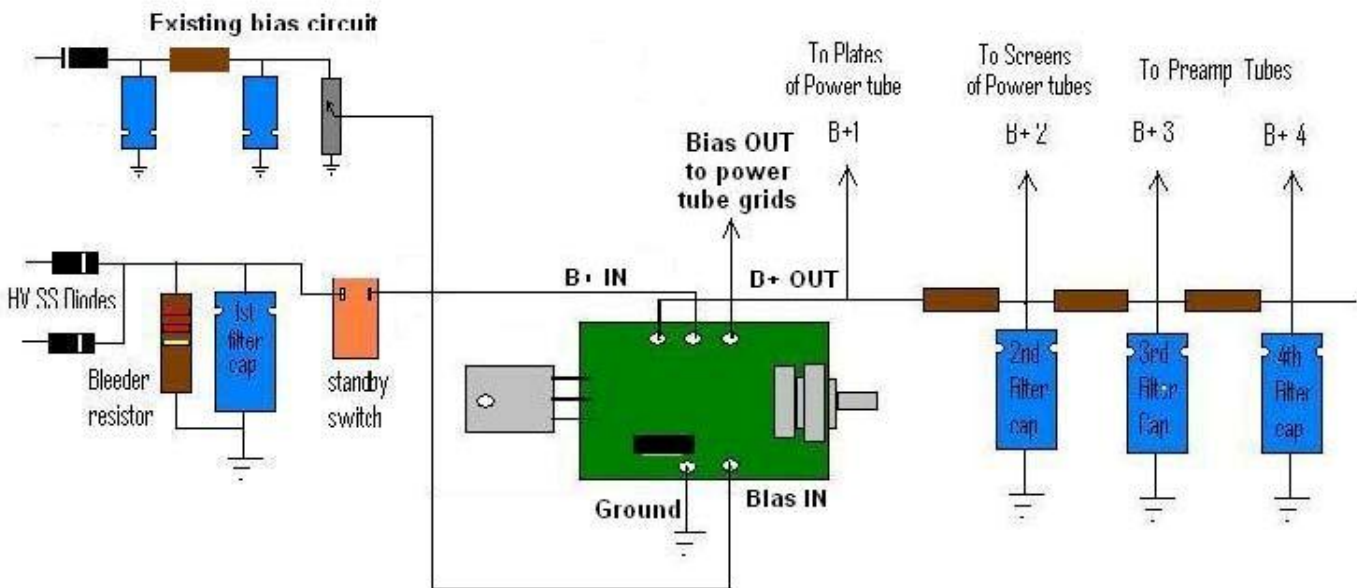 Existing bias circuit
To Plates
of Power tube
B+1
To Screens
of Power tubes
B+ 2
To Preamp Tubes
B+ 3
B+ 4
Bias OUT
to power
tube grids
HV SS Diodes
1st
filter
cap
Bleeder
resistor
standby
switch
B+ IN
B+ OUT
2nd
Filter
cap
3rd
Filter
Cap
4th
Filter
cap
Ground
Bias IN